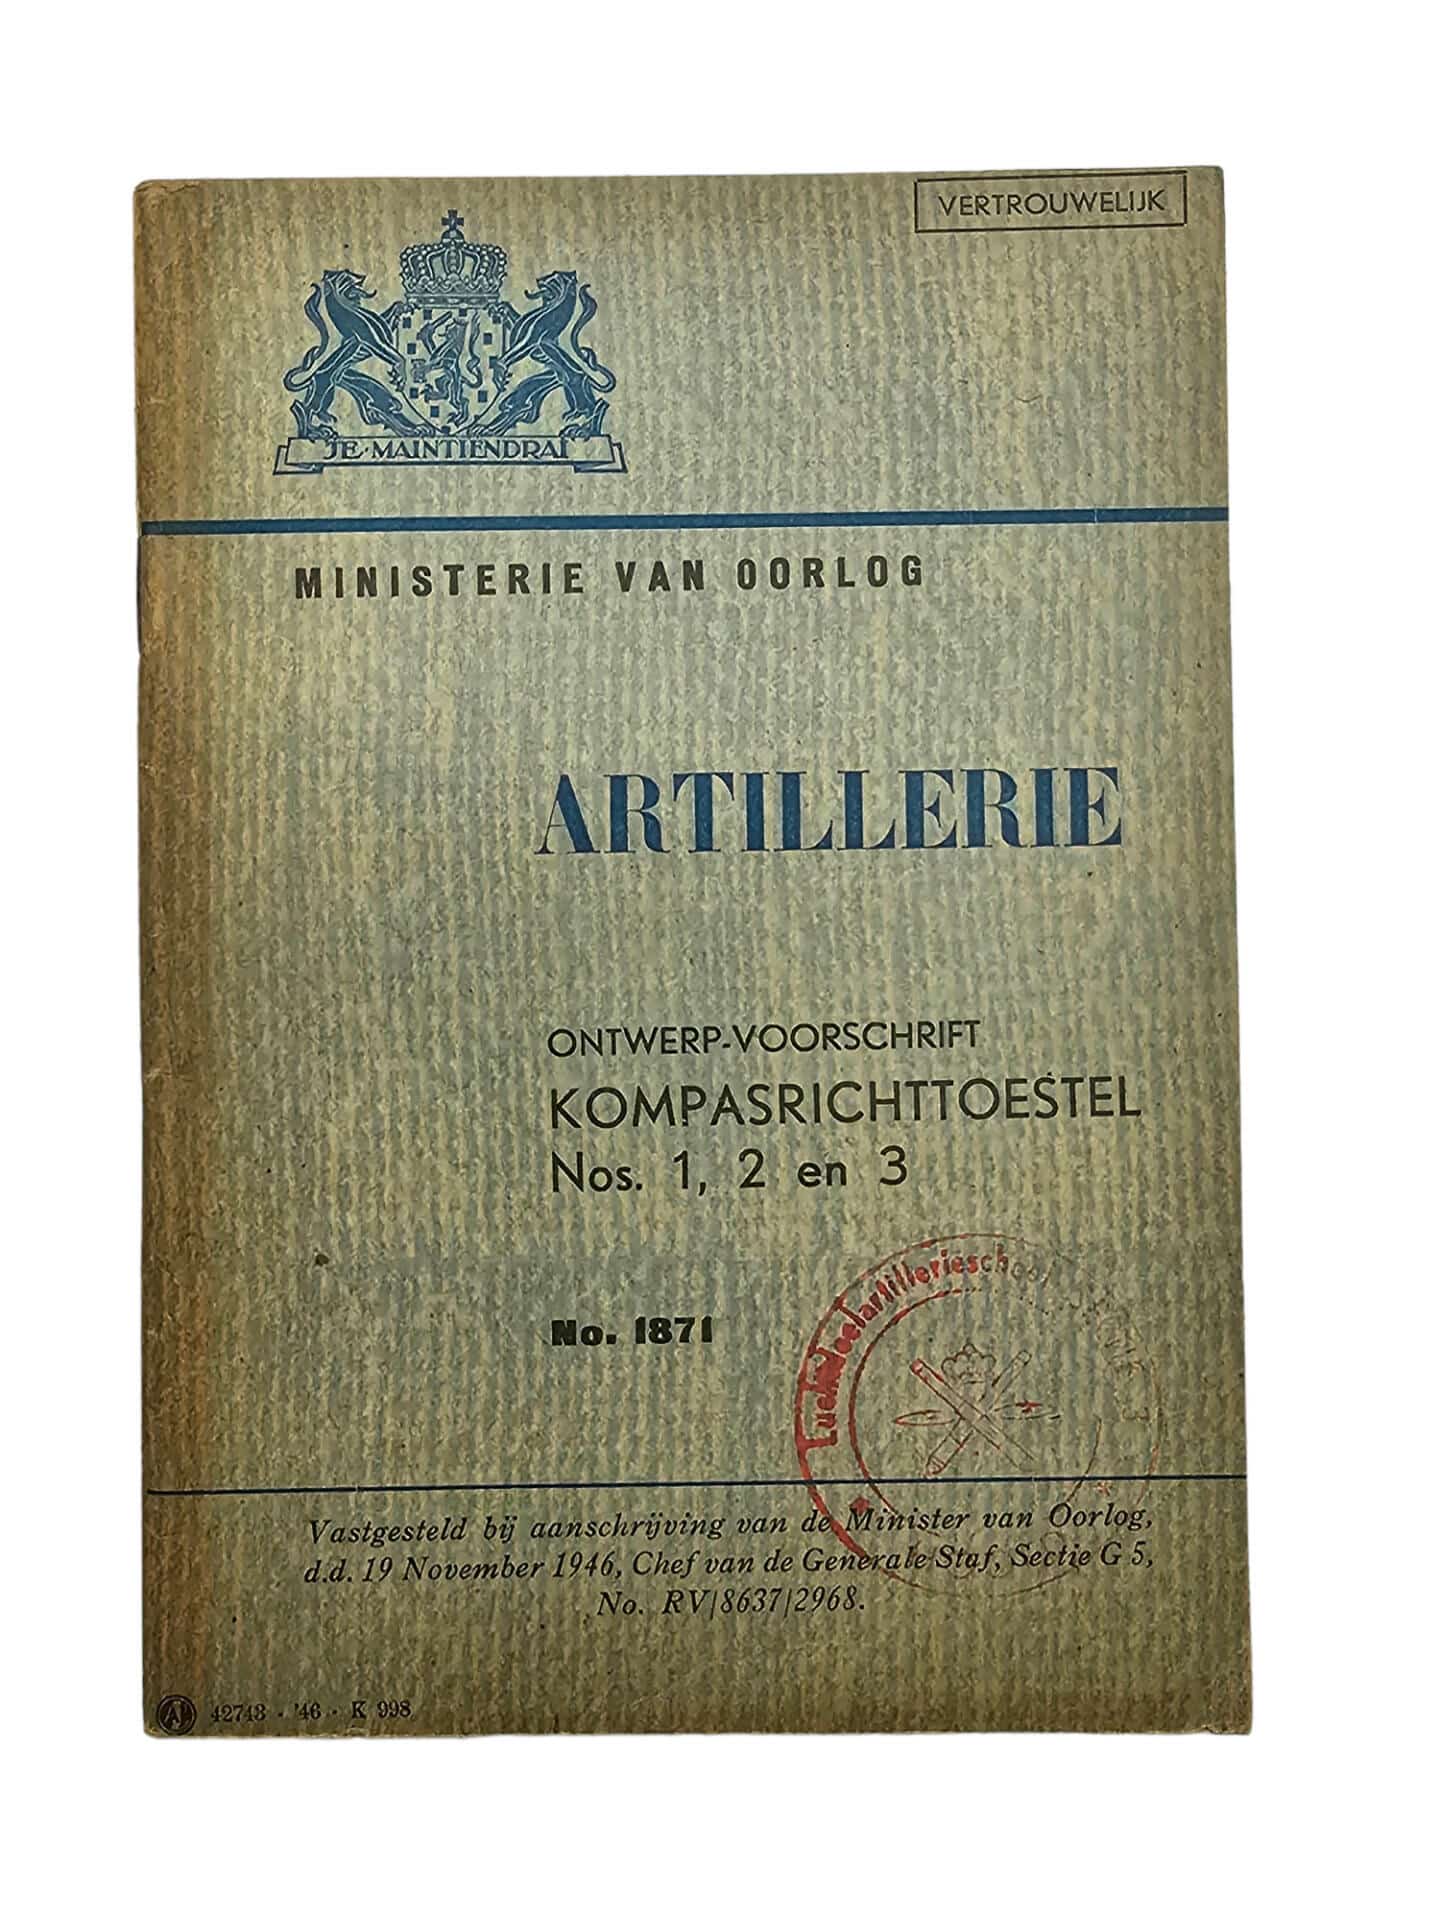 VERTROUWELIJK
JE·MAINTIENDRAI
MINISTERIE VAN OORLOG
ARTILLERIE
ONTWERP-VOORSCHRIFT
KOMPASRICHTTOESTEL
Nos. 1, 2 en 3
No. 1871
Luchtdoelartillerieschool
Vastgesteld bij aanschrijving van de Minister van Oorlog,
d.d. 19 November 1946, Chef van de Generale Staf, Sectie G 5,
No. RV|8637|2968.
A 42743 - '46 - K 998